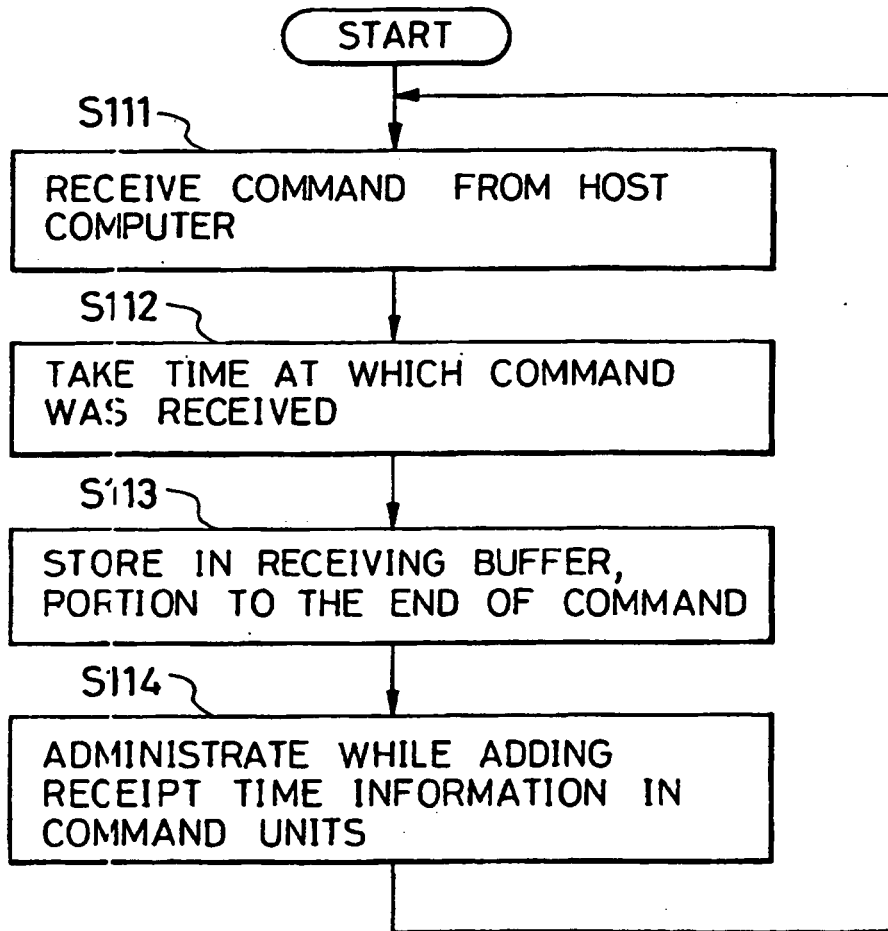 START
S111
RECEIVE COMMAND FROM HOST
COMPUTER
S112
TAKE TIME AT WHICH COMMAND
WAS RECEIVED
S113
STORE IN RECEIVING BUFFER,
PORTION TO THE END OF COMMAND
S114
ADMINISTRATE WHILE ADDING
RECEIPT TIME INFORMATION IN
COMMAND UNITS